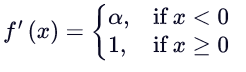 f′(x) = { α, if x < 0
1, if x ≥ 0